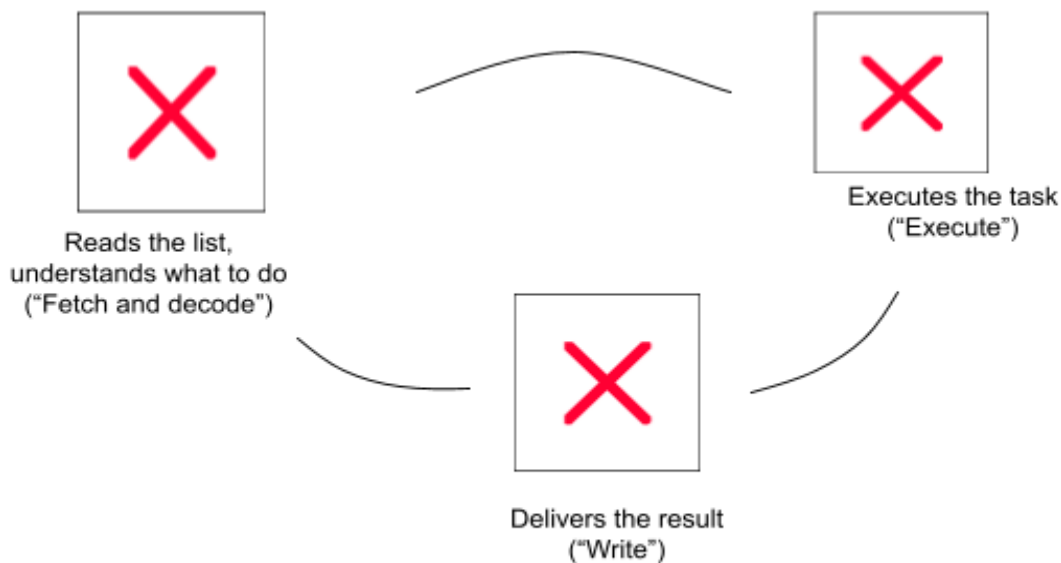 Reads the list,
understands what to do
(“Fetch and decode”)
Executes the task
(“Execute”)
Delivers the result
(“Write”)